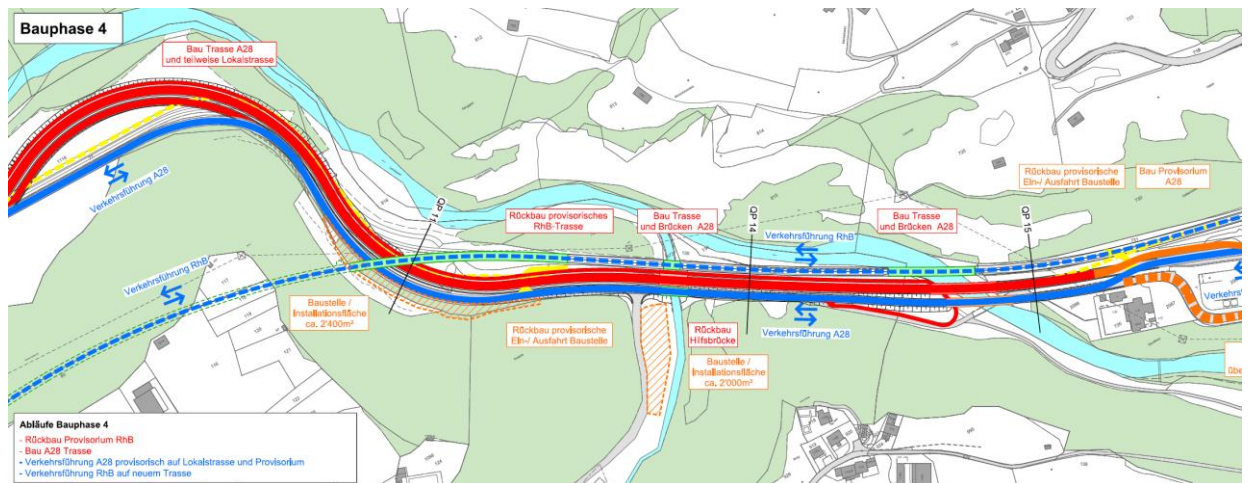 Bauphase 4
Bau Trasse A28
und teilweise Lokalstrasse
Verkehrsführung A28
Verkehrsführung RhB
QP 11
Baustelle /
Installationsfläche
ca. 2'400m²
Rückbau provisorisches
RhB-Trasse
Rückbau provisorische
Ein-/ Ausfahrt Baustelle
Bau Trasse
und Brücken A28
Rückbau
Hilfsbrücke
Baustelle /
Installationsfläche
ca. 2'000m²
QP 14
Verkehrsführung RhB
Verkehrsführung A28
Bau Trasse
und Brücken A28
QP 15
Rückbau provisorische
Ein-/ Ausfahrt Baustelle
Bau Provisorium
A28
Abläufe Bauphase 4
- Rückbau Provisorium RhB
- Bau A28 Trasse
- Verkehrsführung A28 provisorisch auf Lokalstrasse und Provisorium
- Verkehrsführung RhB auf neuem Trasse